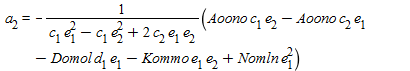 a₂ = - 1 / (c₁ e₁² - c₁ e₂² + 2 c₂ e₁ e₂) (Aoono c₁ e₂ - Aoono c₂ e₁
- Domol d₁ e₁ - Kommo e₁ e₂ + Nomln e₁²)